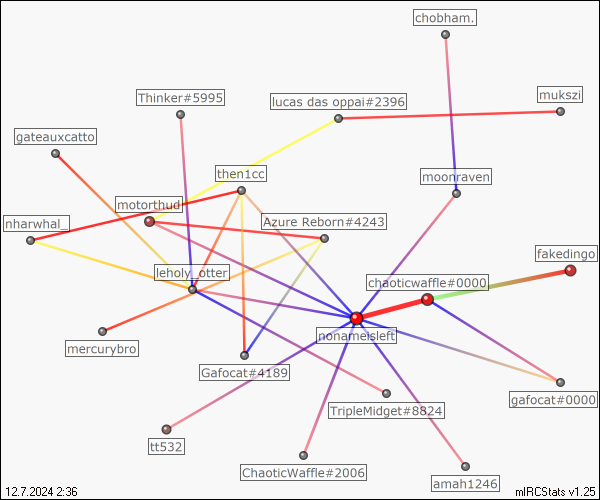 chobham.
Thinker#5995
lucas das oppai#2396
mukszi
gateauxcatto
then1cc
moonraven
motorthudl
nharwhal_
Azure Reborn#4243
fakedingo
leholy_otter
chaoticwaffle#0000
nonameisleft
mercurybro
Gafocat#4189
gafocat#0000
TripleMidget#8824
tt532
ChaoticWaffle#2006
amah1246
12.7.2024 2:36
mIRCStats v1.25